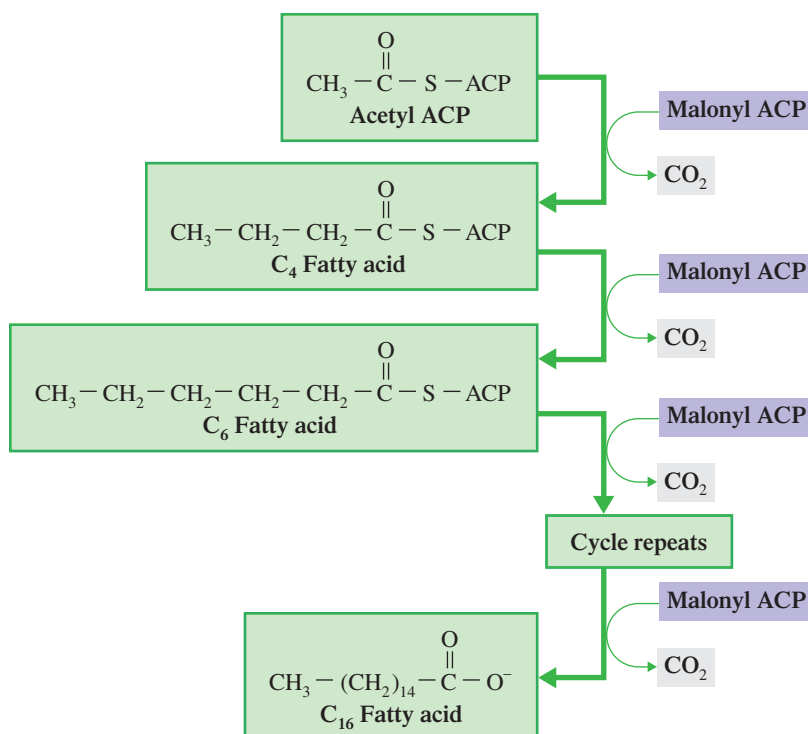 O
||
CH₃ — C — S — ACP
Acetyl ACP
Malonyl ACP
CO₂
O
||
CH₃ — CH₂ — CH₂ — C — S — ACP
C₄ Fatty acid
Malonyl ACP
CO₂
O
||
CH₃ — CH₂ — CH₂ — CH₂ — CH₂ — C — S — ACP
C₆ Fatty acid
Malonyl ACP
CO₂
Cycle repeats
Malonyl ACP
CO₂
O
||
CH₃ — (CH₂)₁₄ — C — O⁻
C₁₆ Fatty acid